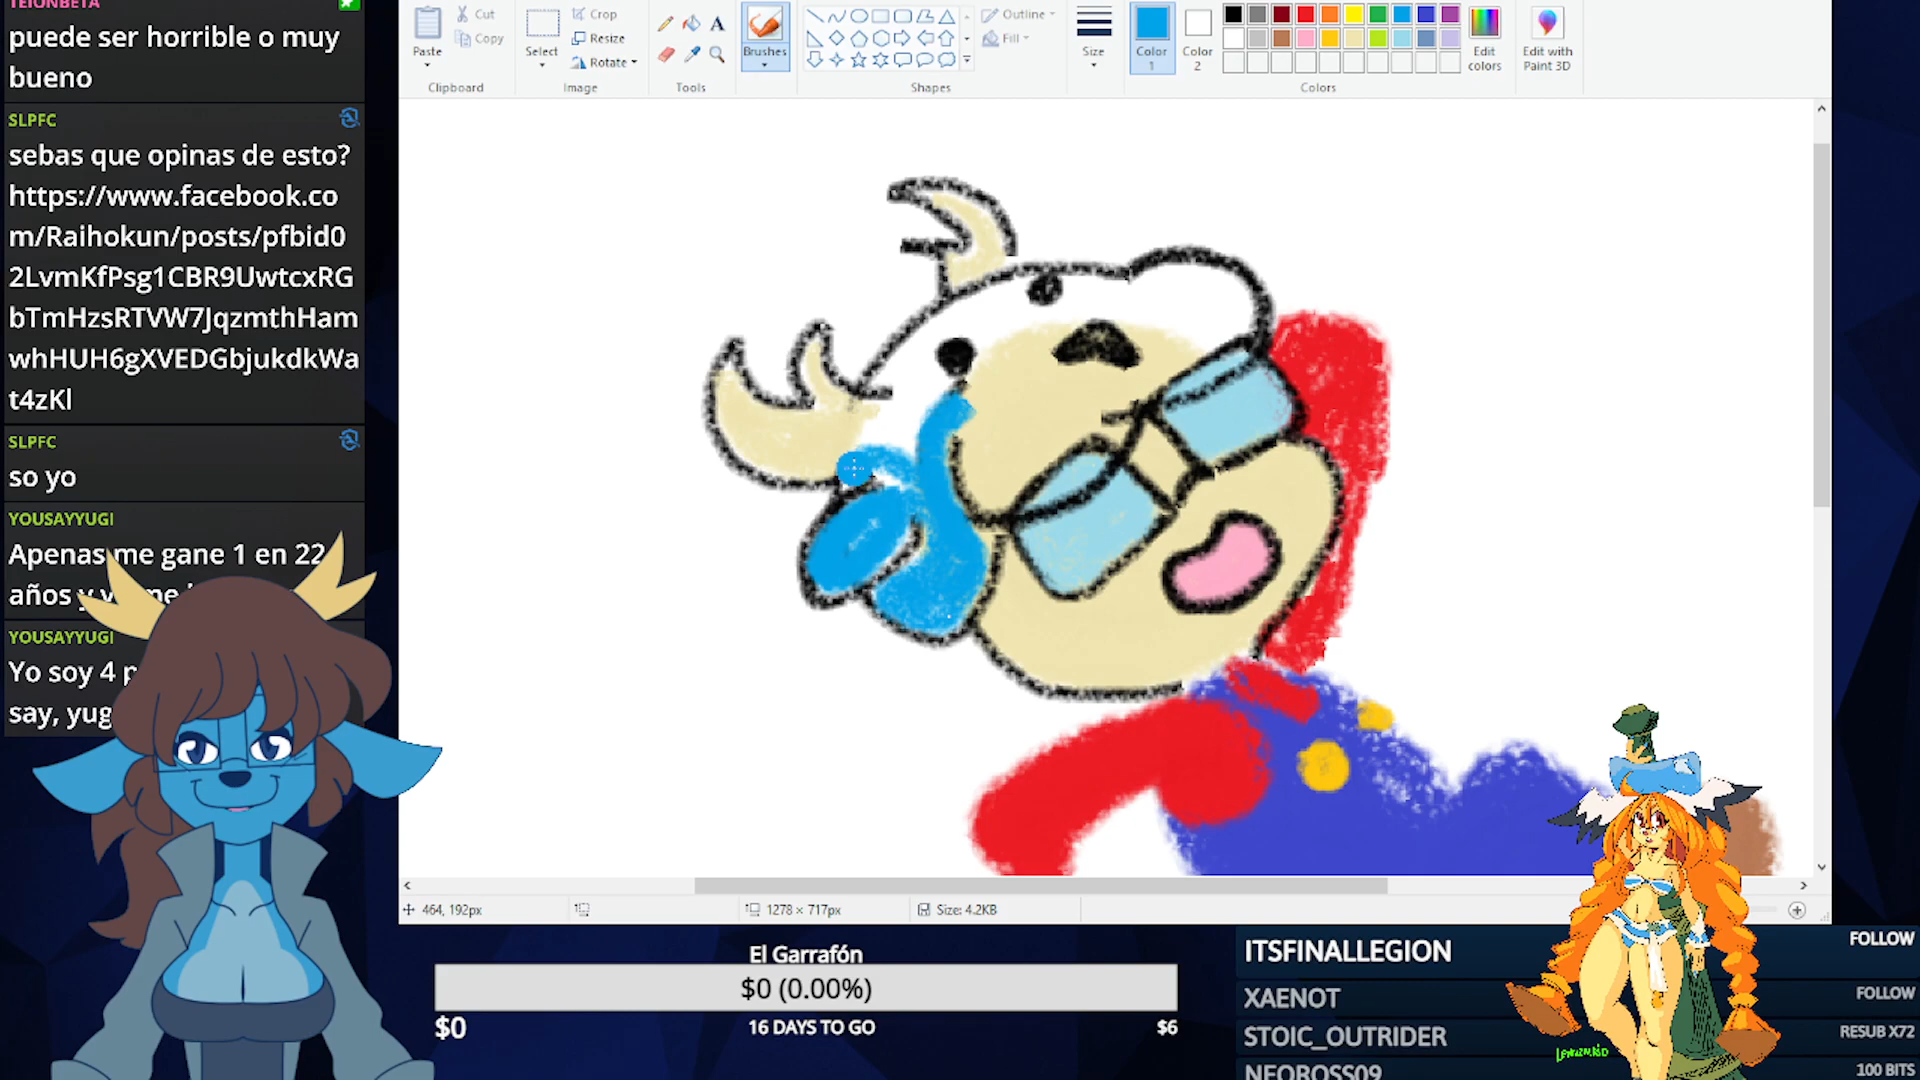 TEIONBETA
puede ser horrible o muy
bueno
SLPFC
sebas que opinas de esto?
https://www.facebook.co
m/Raihokun/posts/pfbid0
2LvmKfPsg1CBR9UwtcxRG
bTmHzsRTVW7JqzmthHam
whHUH6gXVEDGbjukdkWa
t4zKl
SLPFC
so yo
YOUSAYYUGI
Apenas me gane 1 en 22
años y
YOUSAYYUGI
Yo soy 4
say, yug
Paste
Cut
Copy
Clipboard
Select
Crop
Resize
Rotate
Image
A
Tools
Brushes
Outline
Fill
Shapes
Size
Color
1
Color
2
Edit
colors
Colors
Edit with
Paint 3D
464, 192px
1278 × 717px
Size: 4.2KB
El Garrafón
$0 (0.00%)
$0
16 DAYS TO GO
$6
ITSFINALLEGION
FOLLOW
XAENOT
FOLLOW
STOIC_OUTRIDER
RESUB X72
NEOROSS09
100 BITS